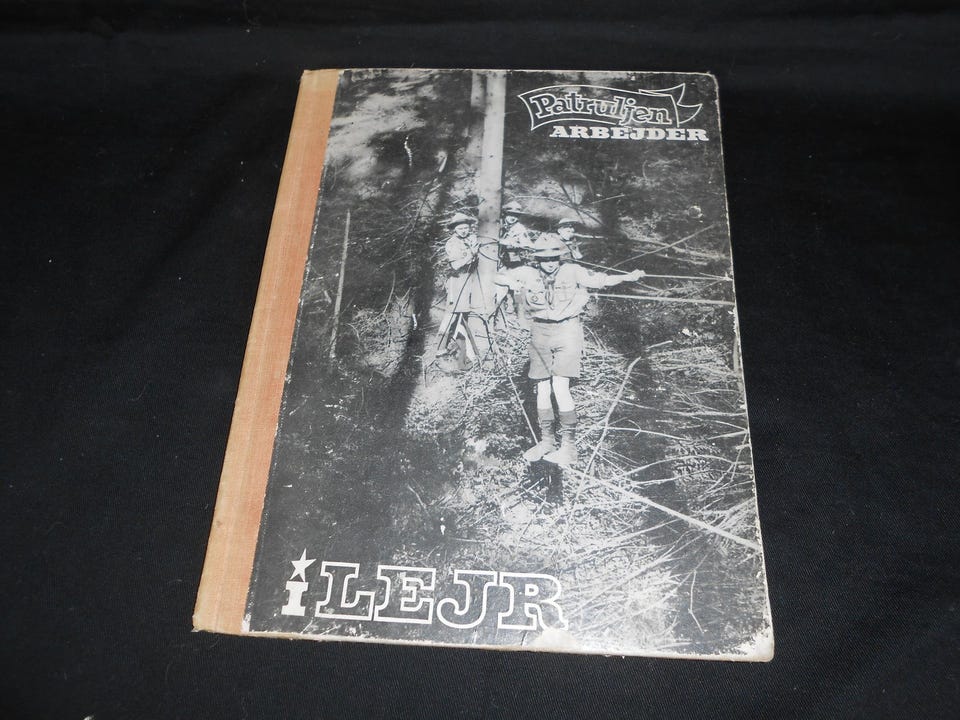 Patruljen
ARBEJDER
i LEJR